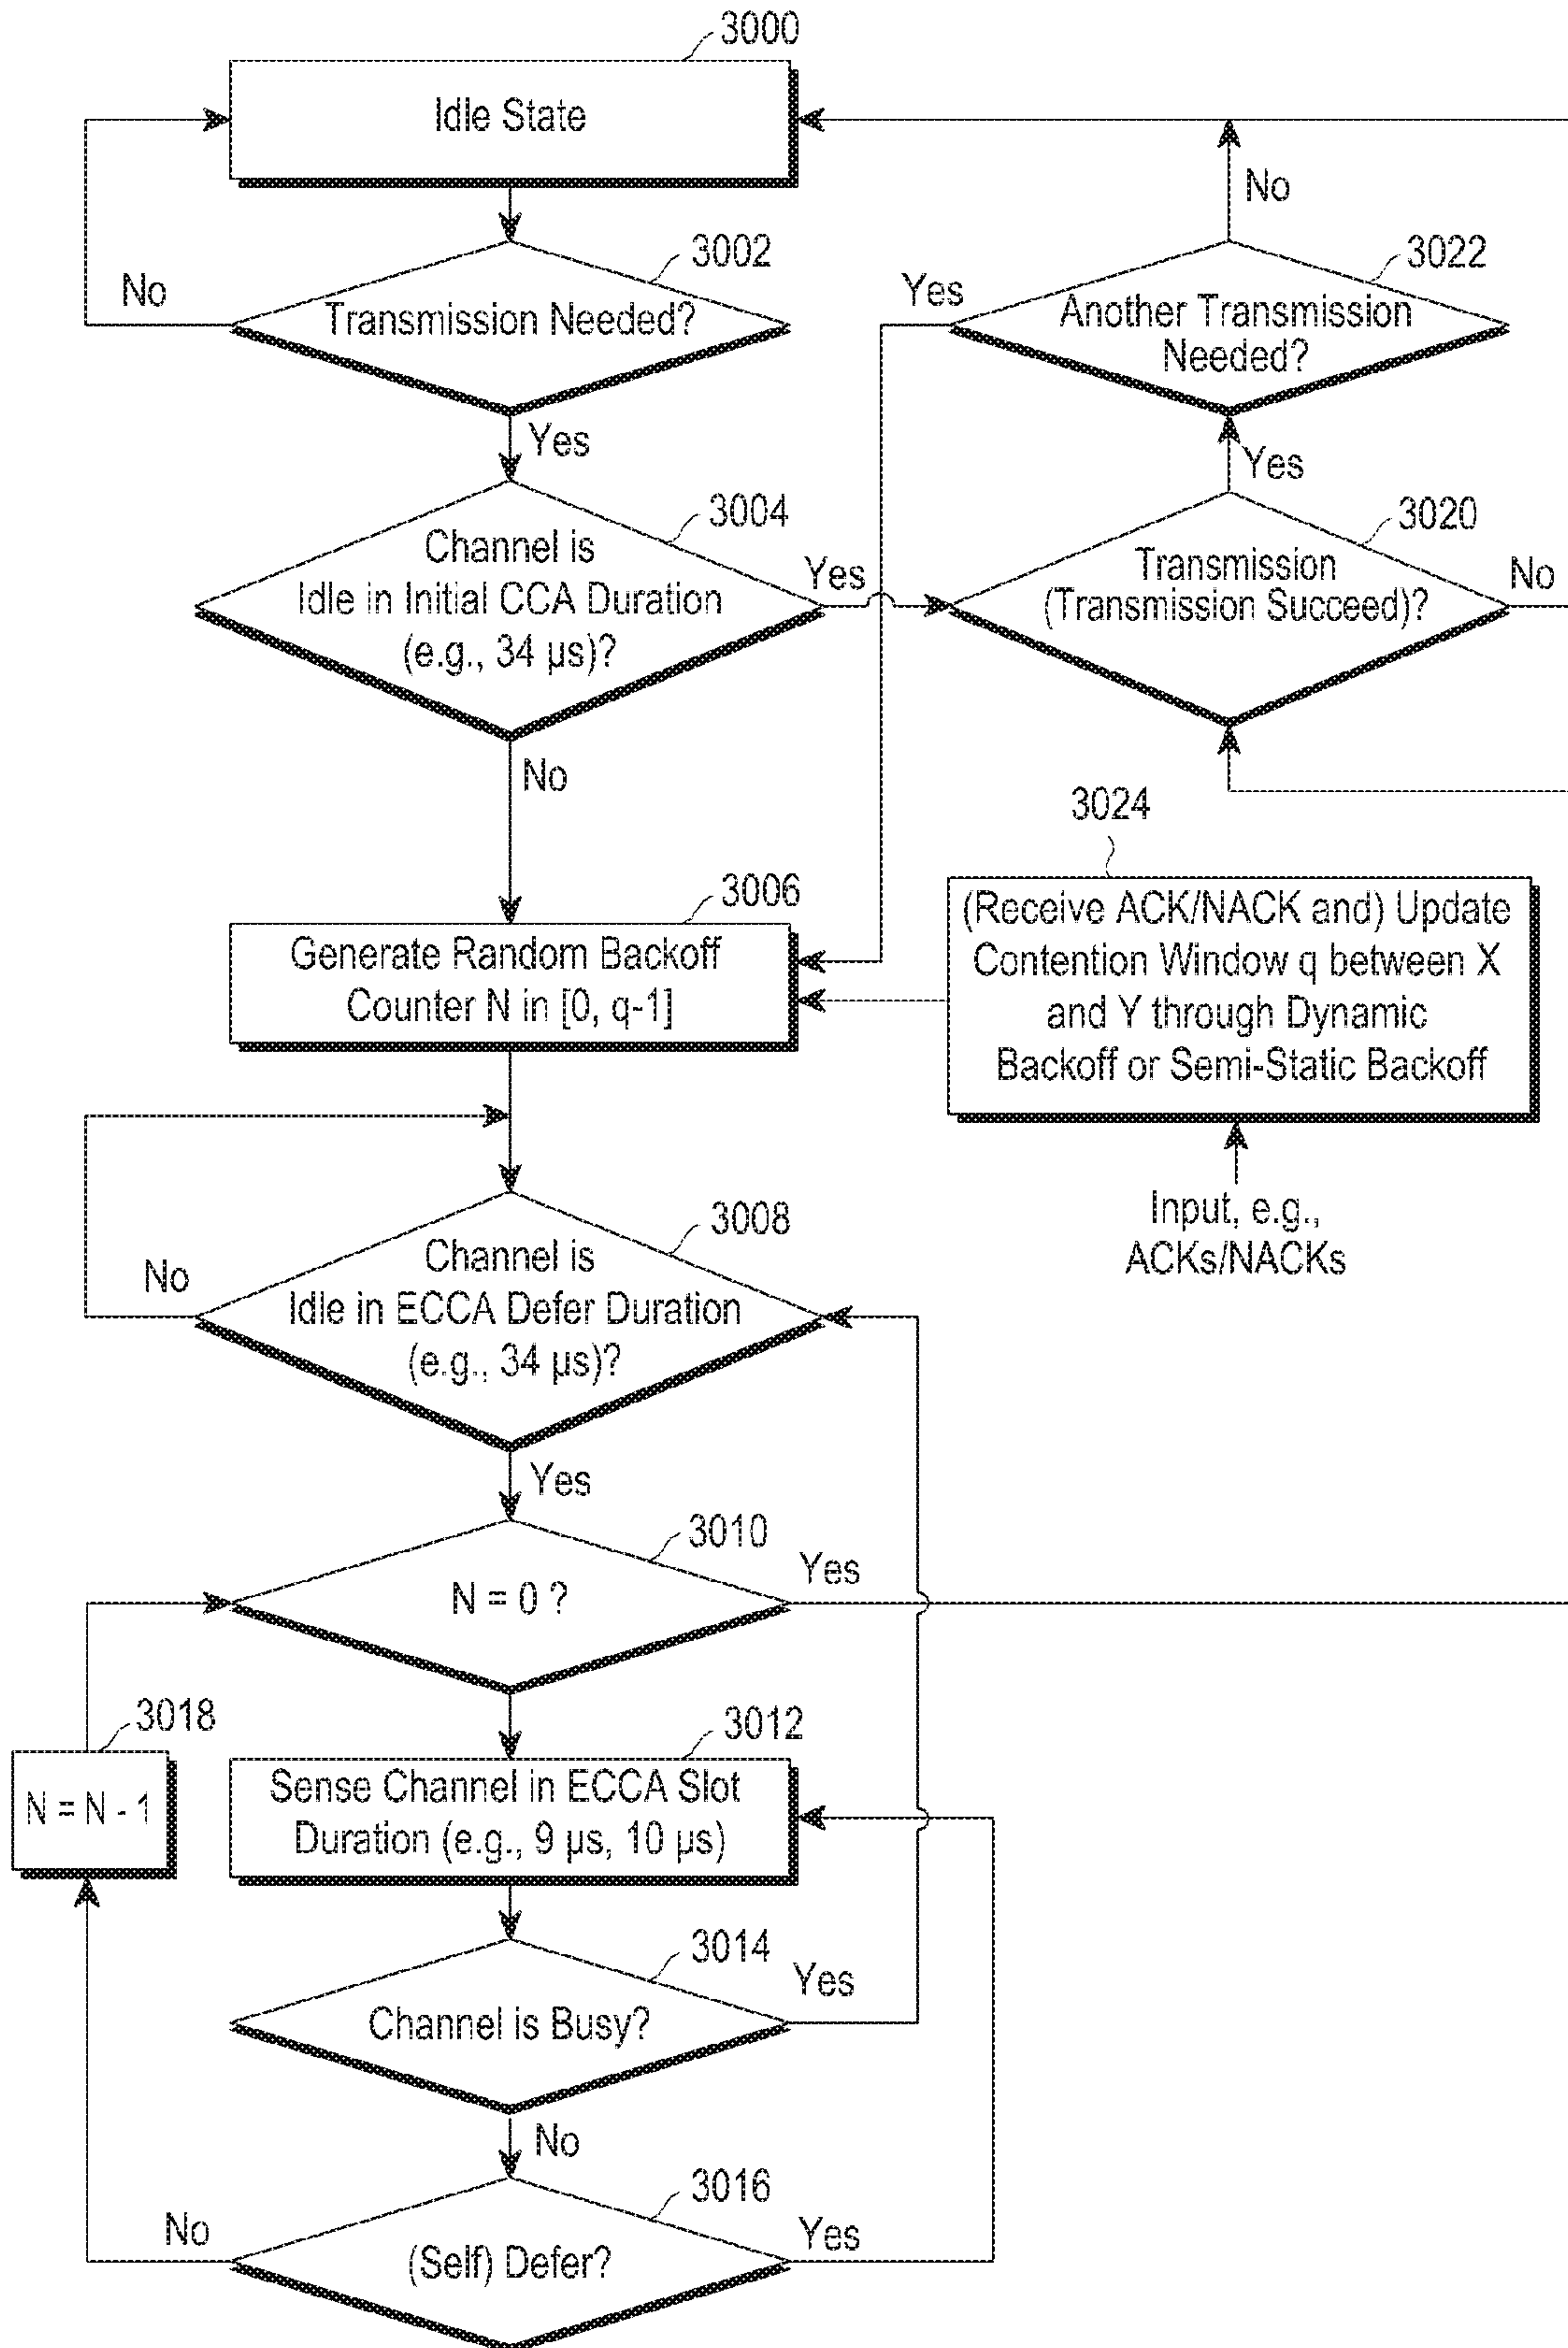 3000
Idle State
3002
Transmission Needed?
No
Yes
3004
Channel is
Idle in Initial CCA Duration
(e.g., 34 µs)?
Yes
No
3006
Generate Random Backoff
Counter N in [0, q-1]
3008
Channel is
Idle in ECCA Defer Duration
(e.g., 34 µs)?
No
Yes
3010
N = 0 ?
Yes
3012
Sense Channel in ECCA Slot
Duration (e.g., 9 µs, 10 µs)
3014
Channel is Busy?
Yes
No
3016
(Self) Defer?
Yes
No
3018
N = N - 1
3020
Transmission
(Transmission Succeed)?
No
Yes
3022
Another Transmission
Needed?
Yes
No
3024
(Receive ACK/NACK and) Update
Contention Window q between X
and Y through Dynamic
Backoff or Semi-Static Backoff
Input, e.g.,
ACKs/NACKs